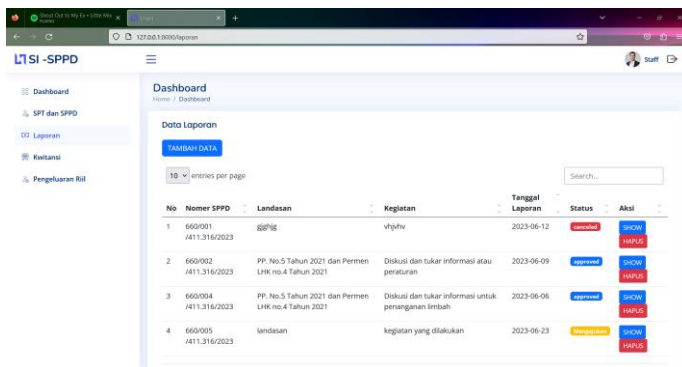 Shout Out to My Ex • Little Mix
127.0.0.1:8000/laporan
SI -SPPD
Staff
Dashboard
SPT dan SPPD
Laporan
Kwitansi
Pengeluaran Riil
Dashboard
Home / Dashboard
Data Laporan
TAMBAH DATA
10 entries per page
Search...
No Nomer SPPD Landasan Kegiatan Tanggal Laporan Status Aksi
1 660/001 /411.316/2023 vhjvhv 2023-06-12 canceled SHOW HAPUS
2 660/002 /411.316/2023 PP. No.5 Tahun 2021 dan Permen LHK no.4 Tahun 2021 Diskusi dan tukar informasi atau peraturan 2023-06-09 approved SHOW HAPUS
3 660/004 /411.316/2023 PP. No.5 Tahun 2021 dan Permen LHK no.4 Tahun 2021 Diskusi dan tukar informasi untuk penanganan limbah 2023-06-06 approved SHOW HAPUS
4 660/005 /411.316/2023 landasan kegiatan yang dilakukan 2023-06-23 Mengajukan SHOW HAPUS